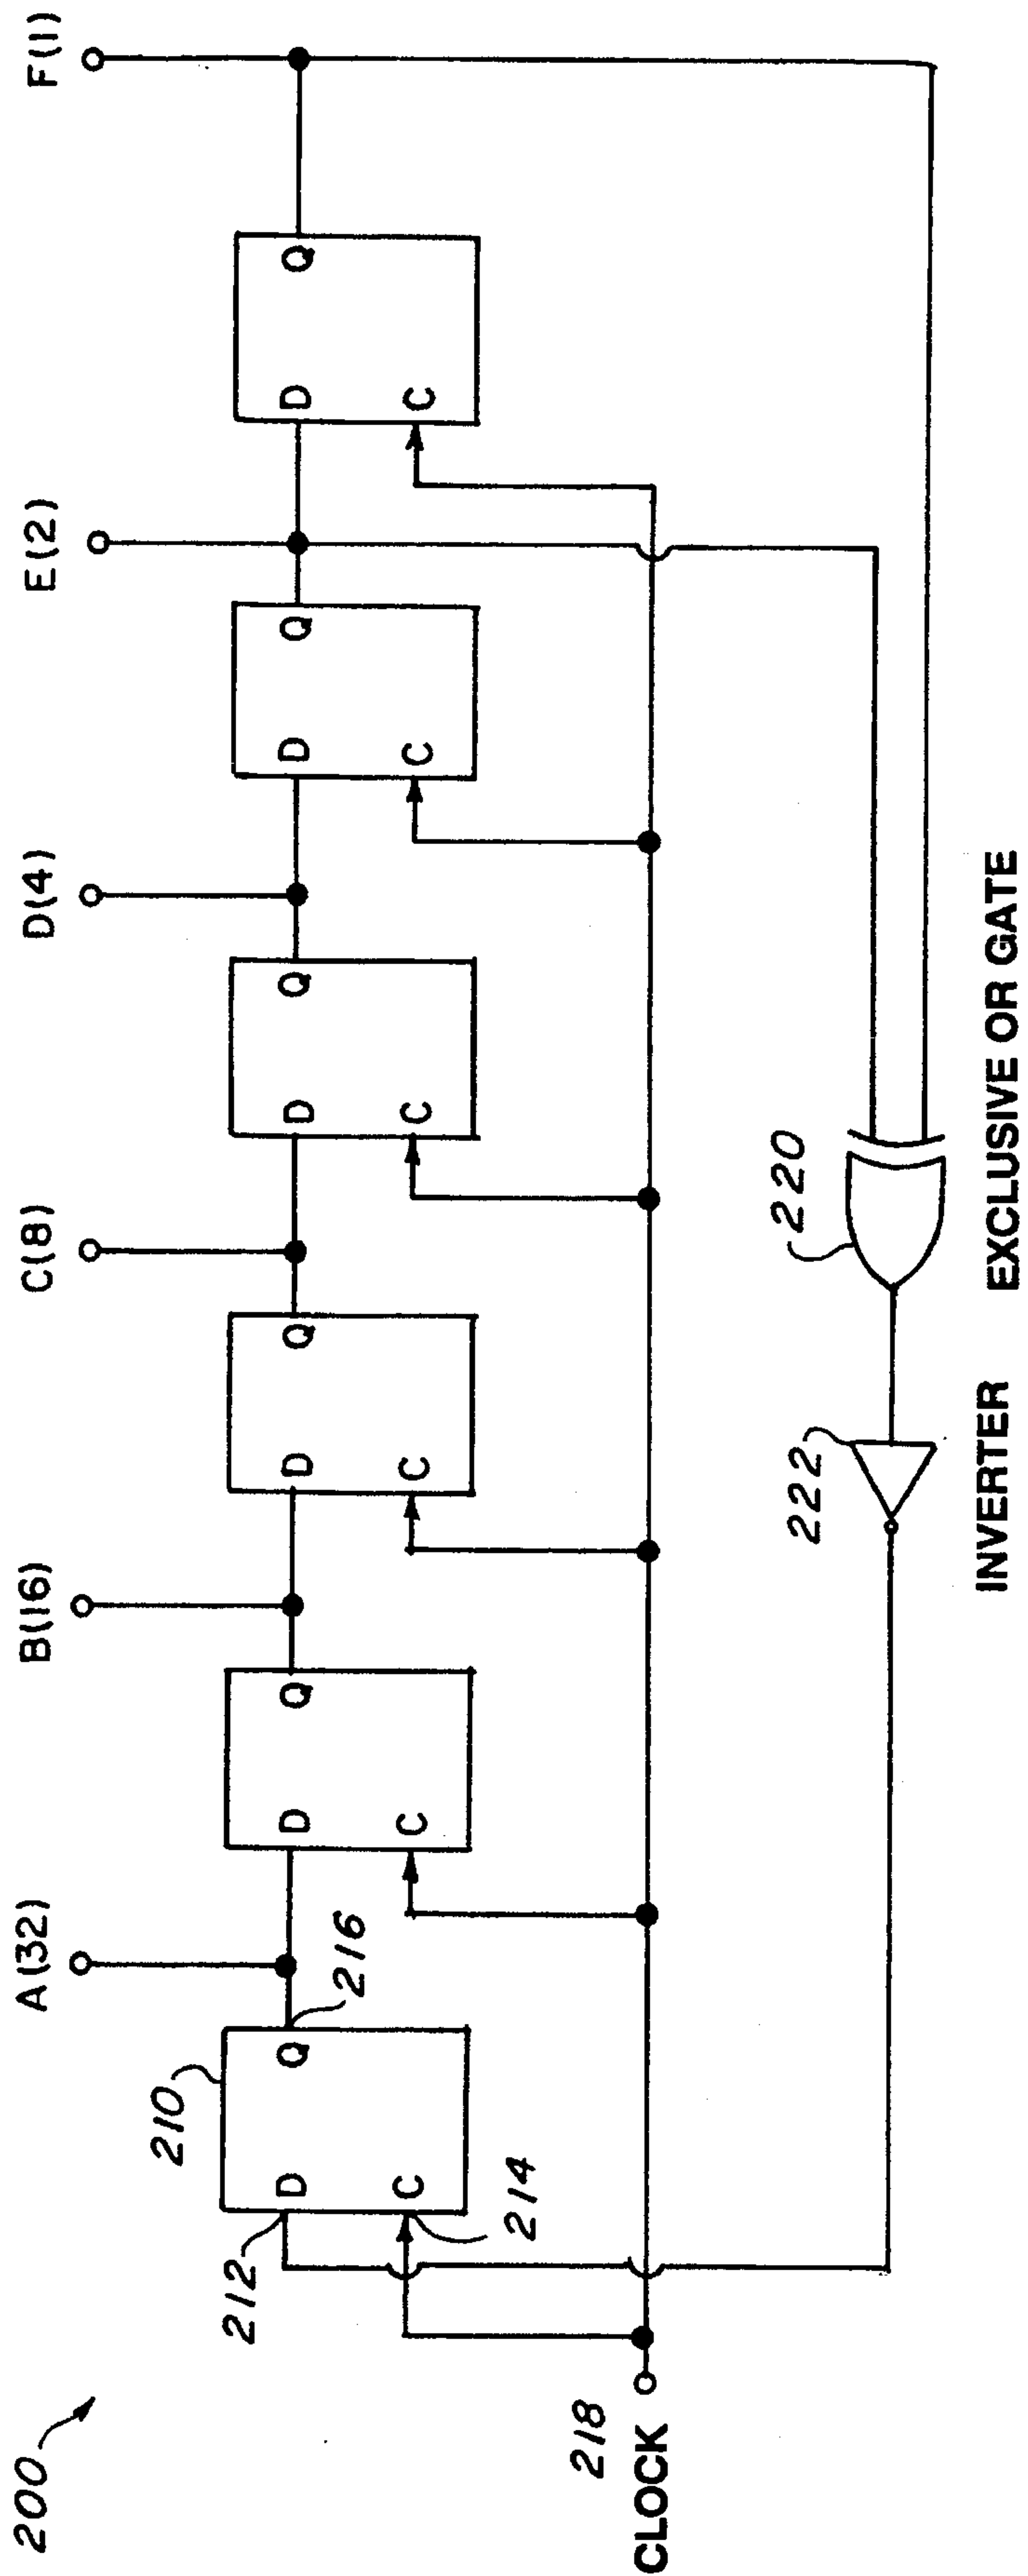 200
A(32)
B(16)
C(8)
D(4)
E(2)
F(1)
210
212
D
Q
216
C
214
D
Q
C
D
Q
C
D
Q
C
D
Q
C
D
Q
C
218
CLOCK
222
220
INVERTER
EXCLUSIVE OR GATE